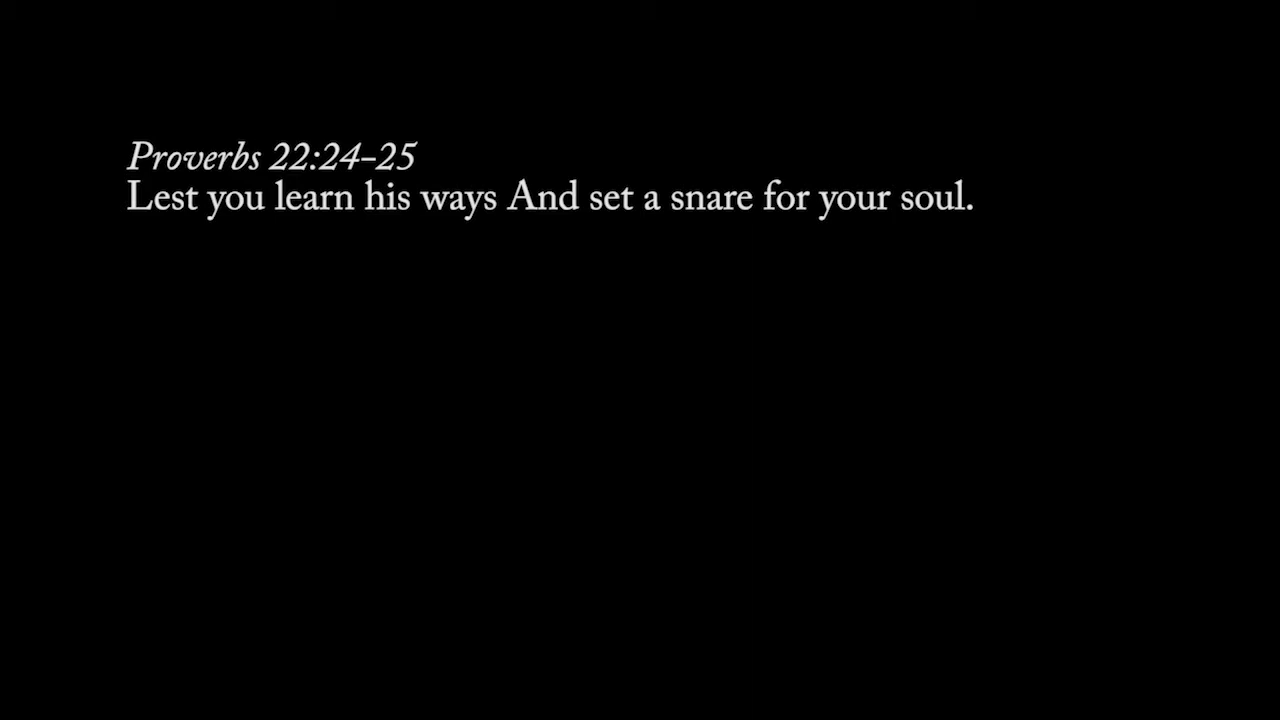 Proverbs 22:24–25
Lest you learn his ways And set a snare for your soul.